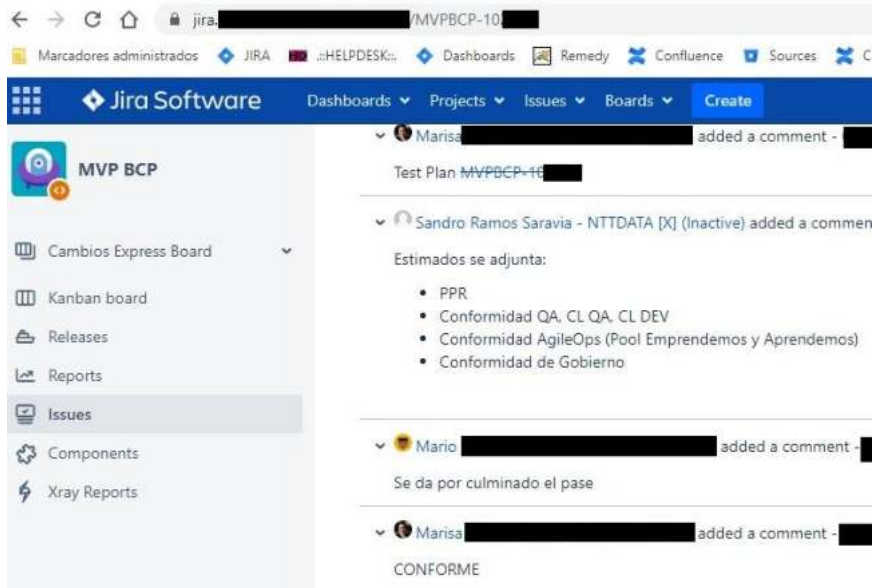 jira. /MVPBCP-10
Marcadores administrados JIRA HD .::HELPDESK::. Dashboards Remedy Confluence Sources C
Jira Software Dashboards Projects Issues Boards Create
MVP BCP
Cambios Express Board
Kanban board
Releases
Reports
Issues
Components
Xray Reports
Marisa added a comment -
Test Plan MVPBCP-10
Sandro Ramos Saravia - NTTDATA [X] (Inactive) added a commen
Estimados se adjunta:
• PPR
• Conformidad QA, CL QA, CL DEV
• Conformidad AgileOps (Pool Emprendemos y Aprendemos)
• Conformidad de Gobierno
Mario added a comment -
Se da por culminado el pase
Marisa added a comment -
CONFORME